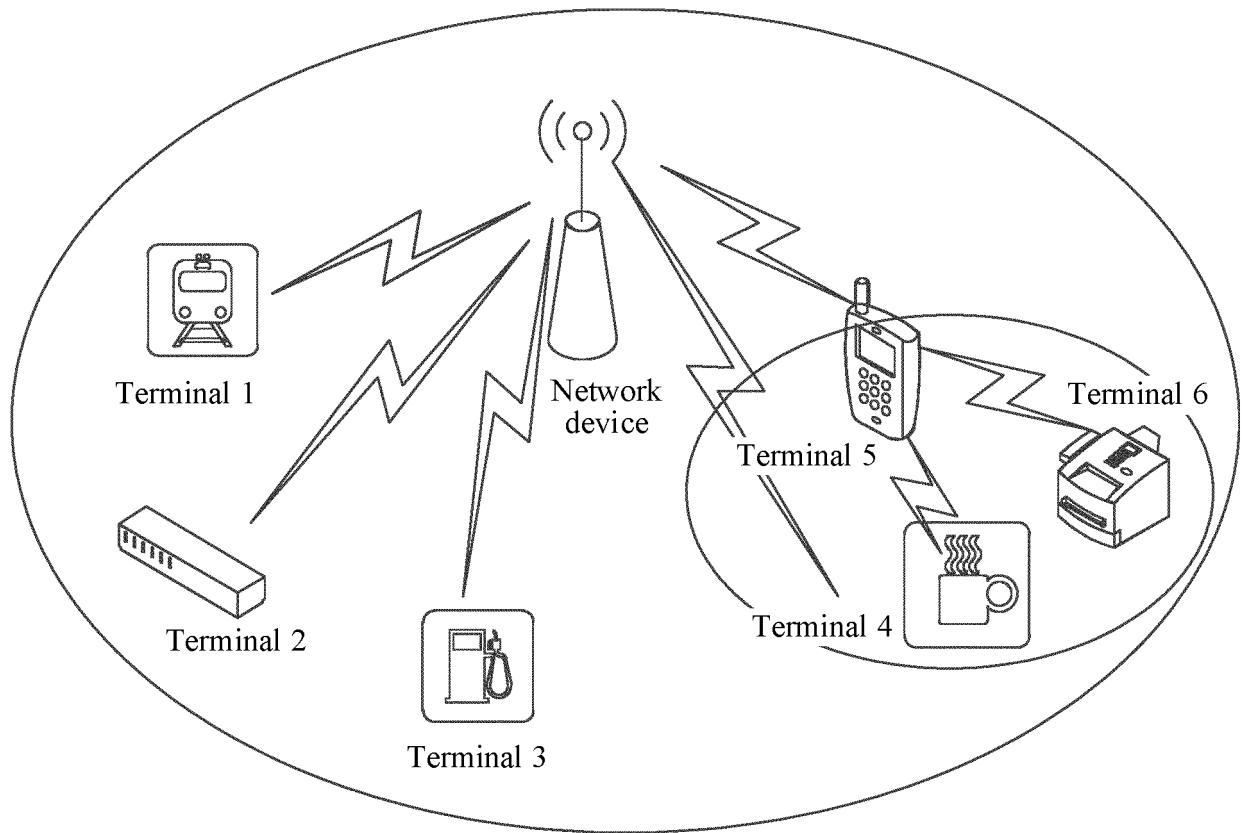 Terminal 1
Network
device
Terminal 6
Terminal 5
Terminal 2
Terminal 4
Terminal 3